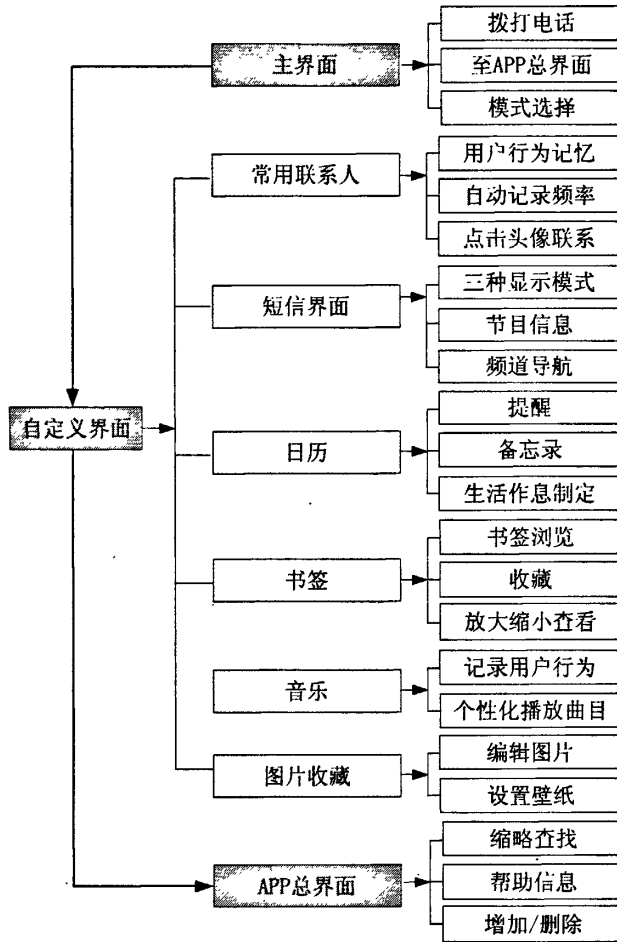 主界面
拨打电话
至APP总界面
模式选择
常用联系人
用户行为记忆
自动记录频率
点击头像联系
短信界面
三种显示模式
节目信息
频道导航
自定义界面
日历
提醒
备忘录
生活作息制定
书签
书签浏览
收藏
放大缩小查看
音乐
记录用户行为
个性化播放曲目
图片收藏
编辑图片
设置壁纸
APP总界面
缩略查找
帮助信息
增加/删除